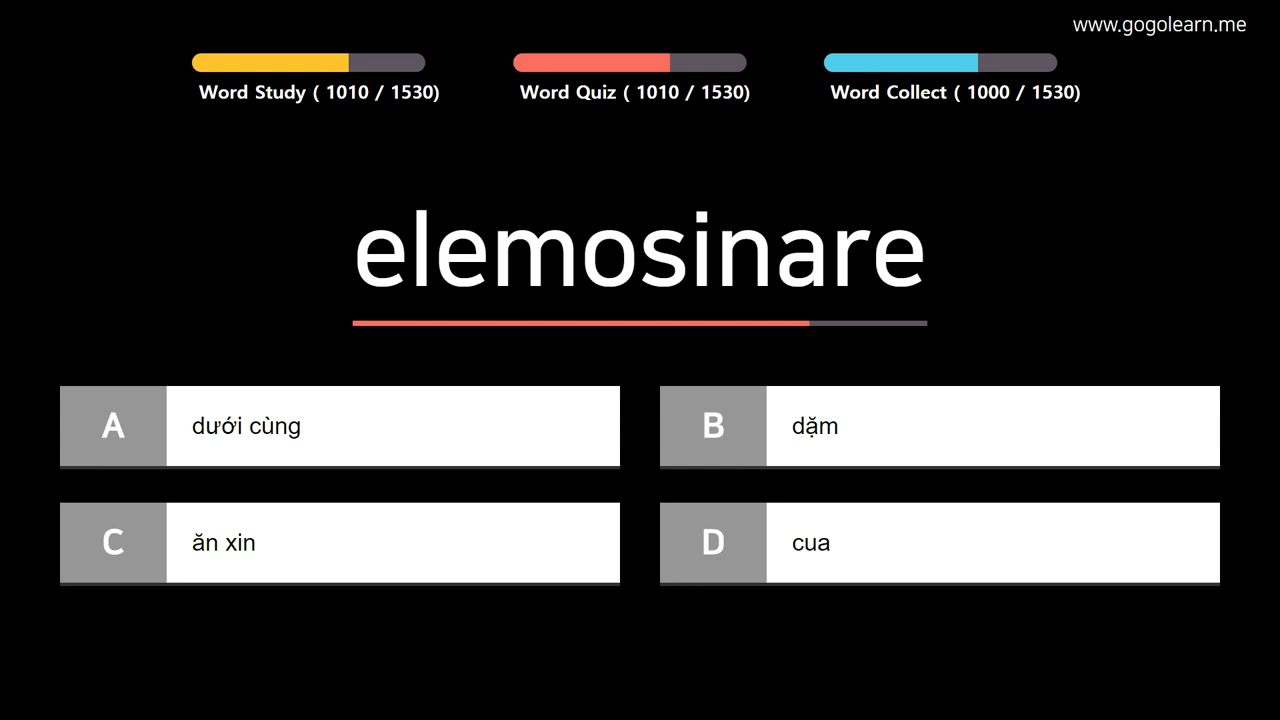 www.gogolearn.me
Word Study ( 1010 / 1530)
Word Quiz ( 1010 / 1530)
Word Collect ( 1000 / 1530)
elemosinare
A dưới cùng
B dặm
C ăn xin
D cua